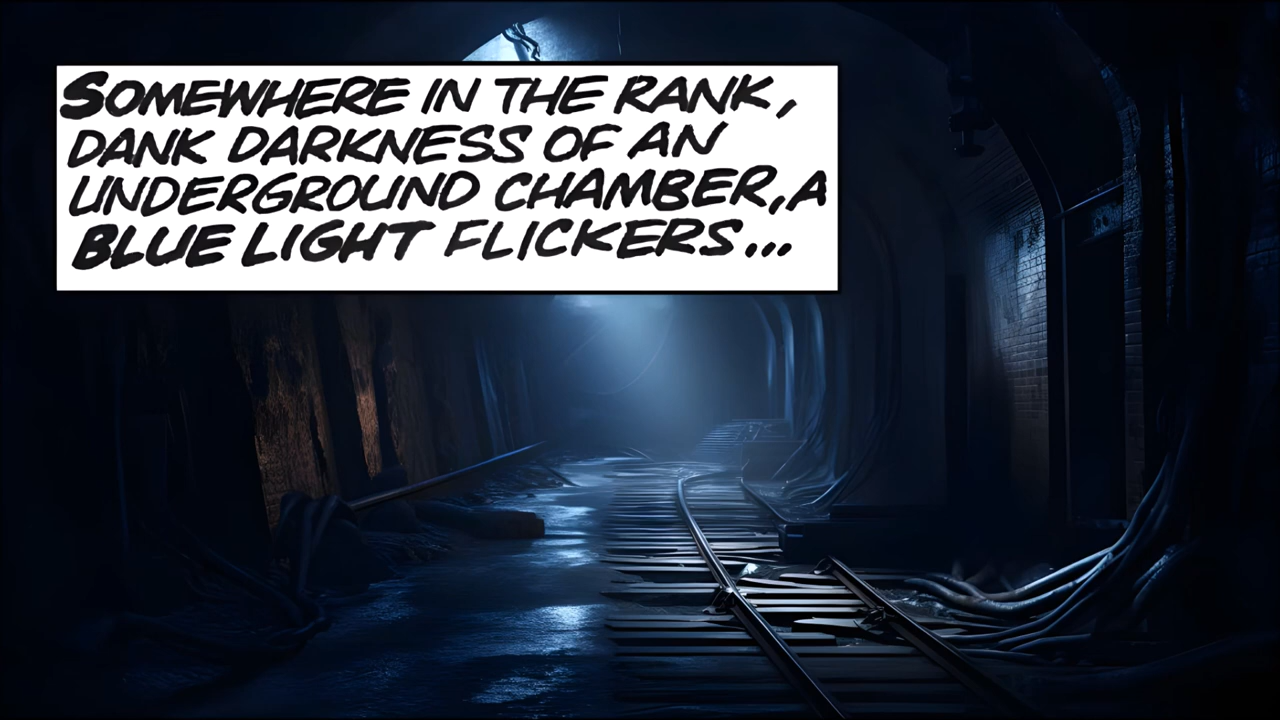 SOMEWHERE IN THE RANK,
DANK DARKNESS OF AN
UNDERGROUND CHAMBER, A
BLUE LIGHT FLICKERS...